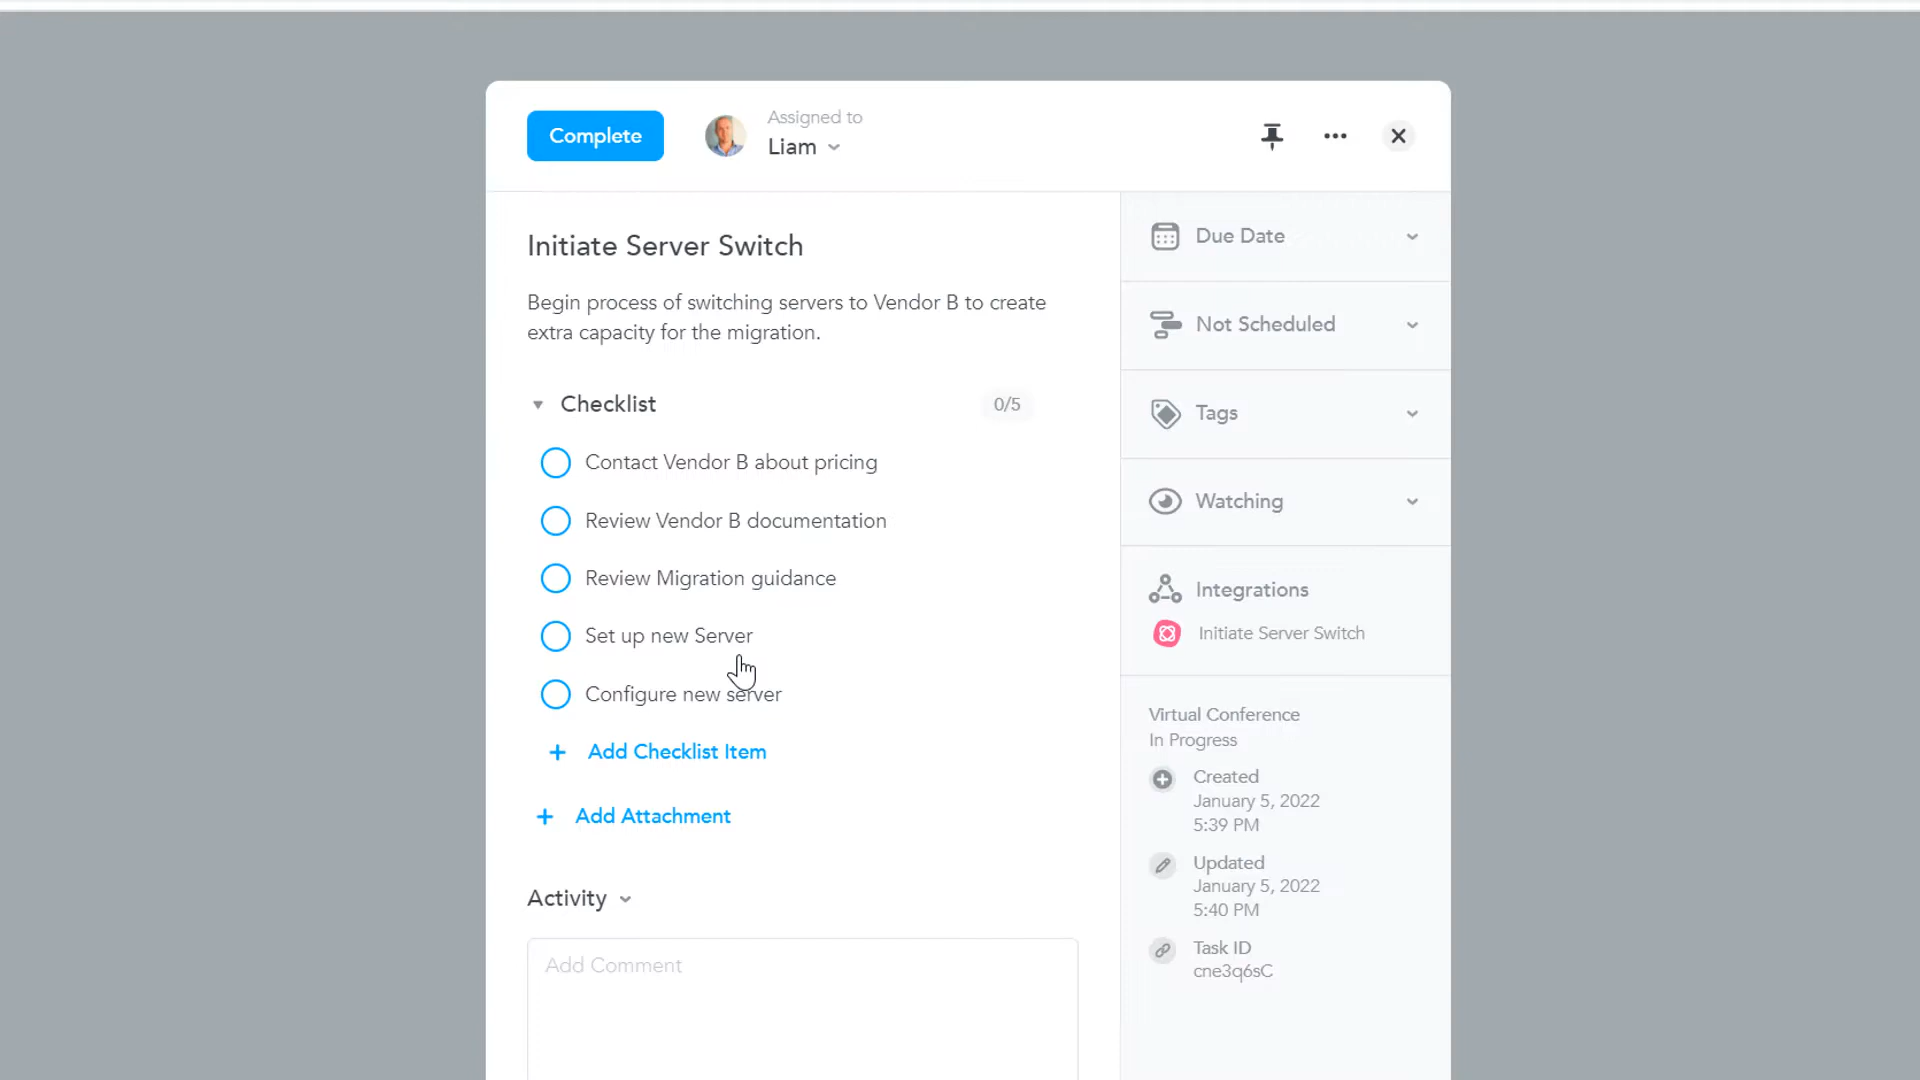 Complete
Assigned to
Liam
Initiate Server Switch
Begin process of switching servers to Vendor B to create
extra capacity for the migration.
Checklist
0/5
Contact Vendor B about pricing
Review Vendor B documentation
Review Migration guidance
Set up new Server
Configure new server
+ Add Checklist Item
+ Add Attachment
Activity
Add Comment
Due Date
Not Scheduled
Tags
Watching
Integrations
Initiate Server Switch
Virtual Conference
In Progress
Created
January 5, 2022
5:39 PM
Updated
January 5, 2022
5:40 PM
Task ID
cne3q6sC